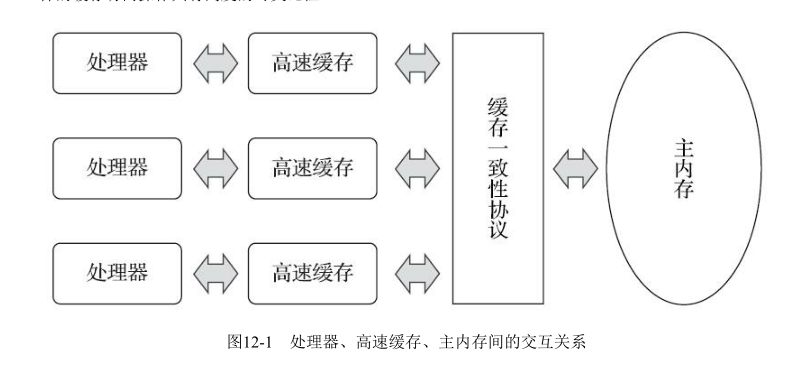 处理器
高速缓存
处理器
高速缓存
处理器
高速缓存
缓存一致性协议
主内存
图12-1 处理器、高速缓存、主内存间的交互关系